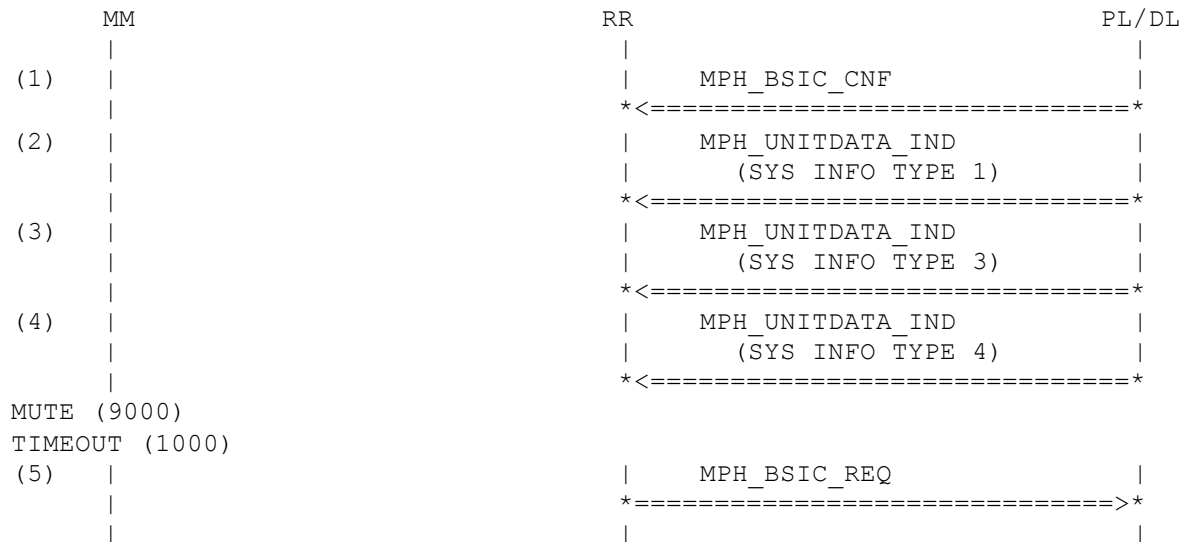 MM RR PL/DL
(1) MPH_BSIC_CNF
(2) MPH_UNITDATA_IND
(SYS INFO TYPE 1)
(3) MPH_UNITDATA_IND
(SYS INFO TYPE 3)
(4) MPH_UNITDATA_IND
(SYS INFO TYPE 4)
MUTE (9000)
TIMEOUT (1000)
(5) MPH_BSIC_REQ